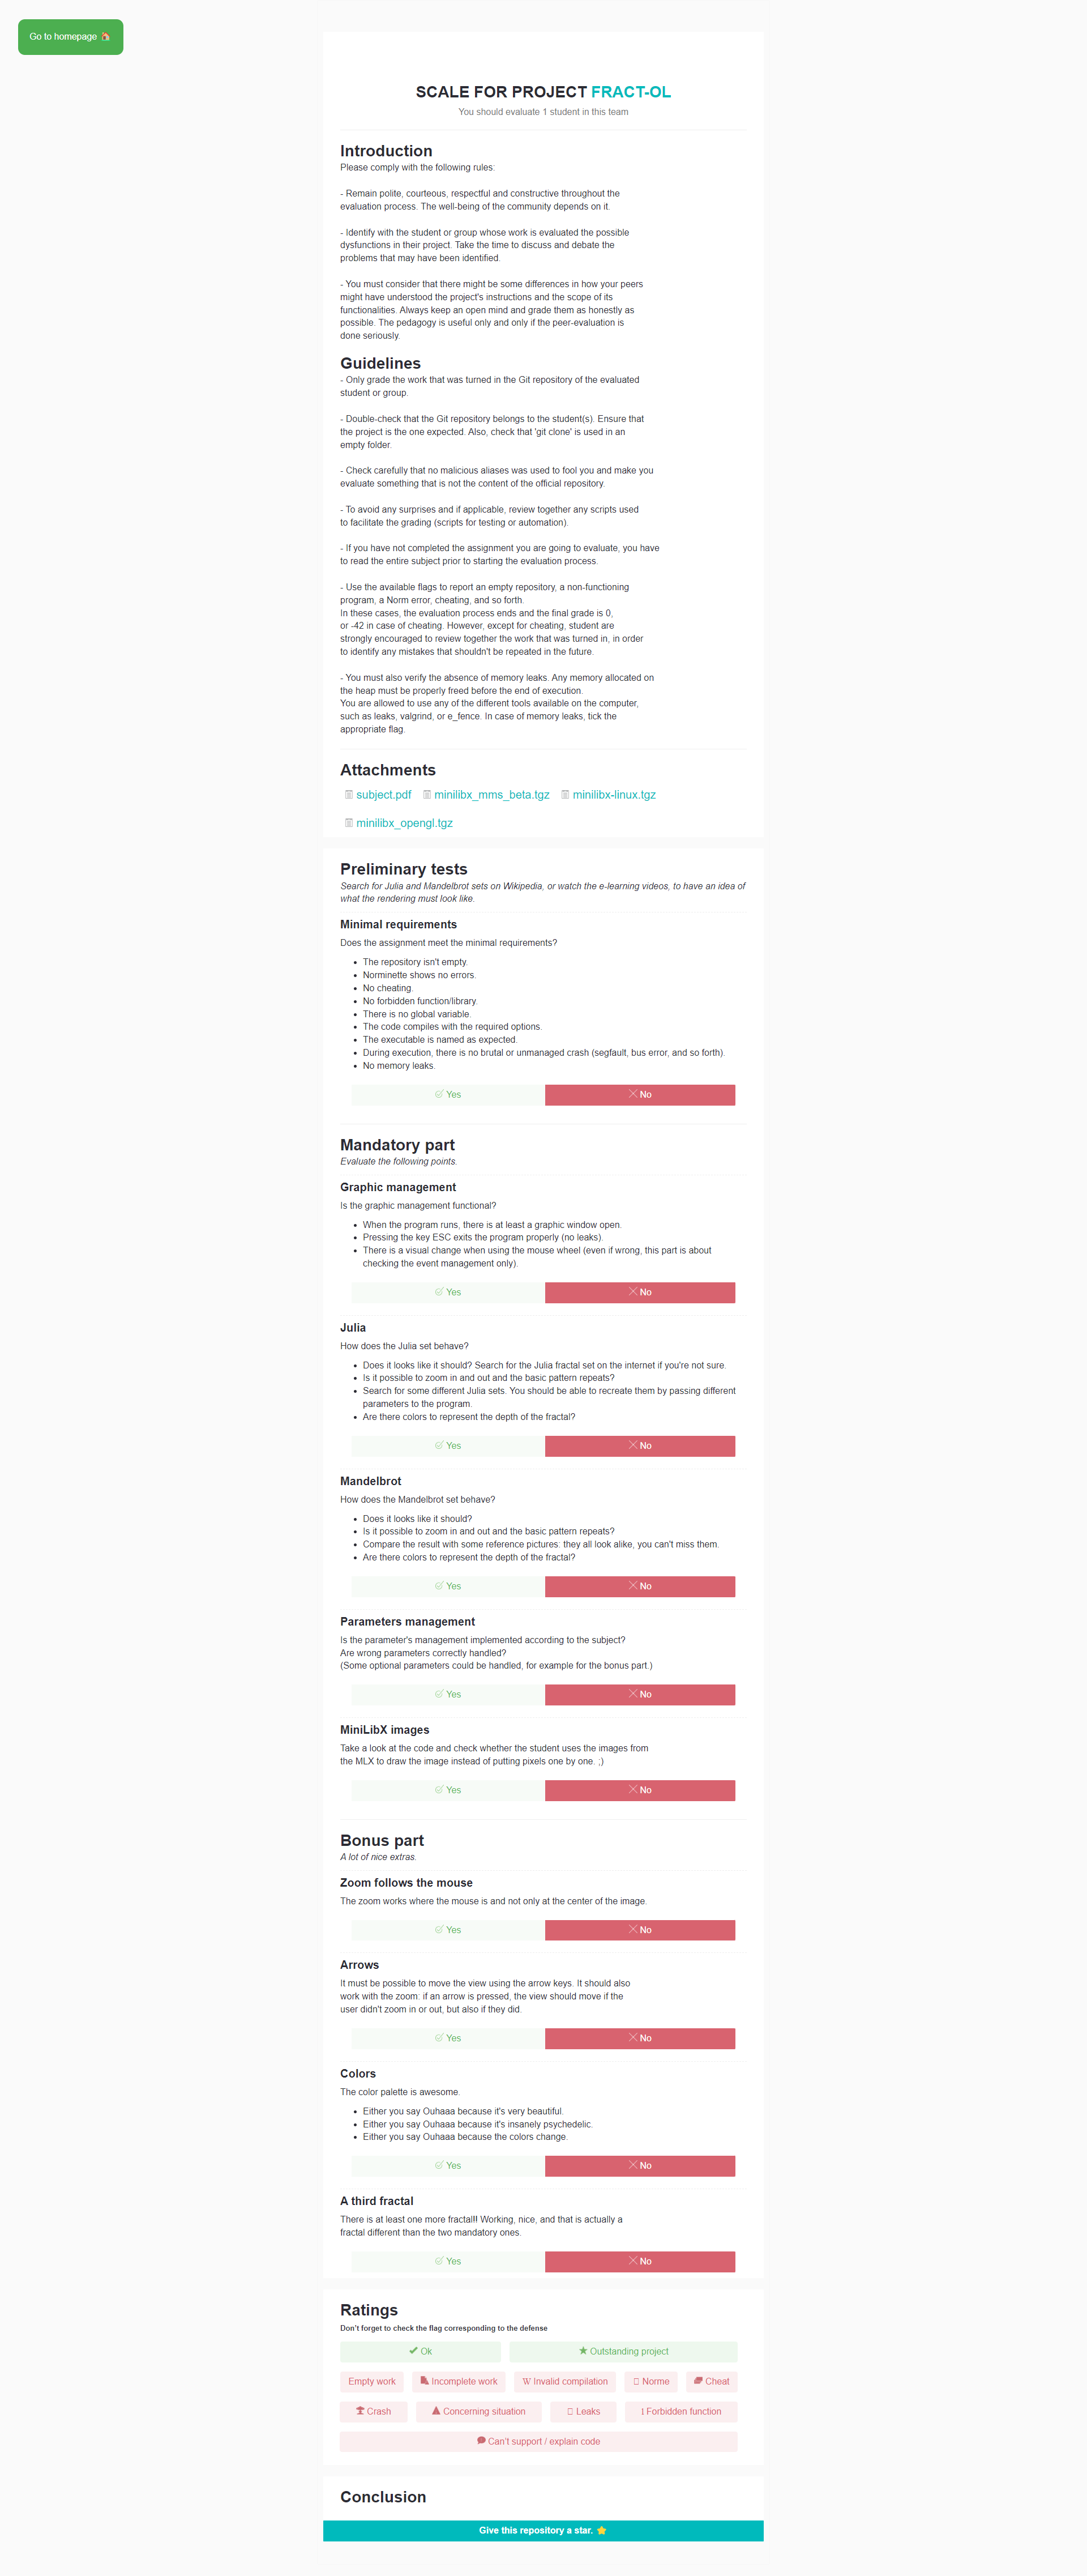 Go to homepage
SCALE FOR PROJECT FRACT-OL
You should evaluate 1 student in this team
Introduction
Please comply with the following rules:
- Remain polite, courteous, respectful and constructive throughout the
evaluation process. The well-being of the community depends on it.
- Identify with the student or group whose work is evaluated the possible
dysfunctions in their project. Take the time to discuss and debate the
problems that may have been identified.
- You must consider that there might be some differences in how your peers
might have understood the project's instructions and the scope of its
functionalities. Always keep an open mind and grade them as honestly as
possible. The pedagogy is useful only and only if the peer-evaluation is
done seriously.
Guidelines
- Only grade the work that was turned in the Git repository of the evaluated
student or group.
- Double-check that the Git repository belongs to the student(s). Ensure that
the project is the one expected. Also, check that 'git clone' is used in an
empty folder.
- Check carefully that no malicious aliases was used to fool you and make you
evaluate something that is not the content of the official repository.
- To avoid any surprises and if applicable, review together any scripts used
to facilitate the grading (scripts for testing or automation).
- If you have not completed the assignment you are going to evaluate, you have
to read the entire subject prior to starting the evaluation process.
- Use the available flags to report an empty repository, a non-functioning
program, a Norm error, cheating, and so forth.
In these cases, the evaluation process ends and the final grade is 0,
or -42 in case of cheating. However, except for cheating, student are
strongly encouraged to review together the work that was turned in, in order
to identify any mistakes that shouldn't be repeated in the future.
- You must also verify the absence of memory leaks. Any memory allocated on
the heap must be properly freed before the end of execution.
You are allowed to use any of the different tools available on the computer,
such as leaks, valgrind, or e_fence. In case of memory leaks, tick the
appropriate flag.
Attachments
subject.pdf minilibx_mms_beta.tgz minilibx-linux.tgz
minilibx_opengl.tgz
Preliminary tests
Search for Julia and Mandelbrot sets on Wikipedia, or watch the e-learning videos, to have an idea of
what the rendering must look like.
Minimal requirements
Does the assignment meet the minimal requirements?
• The repository isn't empty.
• Norminette shows no errors.
• No cheating.
• No forbidden function/library.
• There is no global variable.
• The code compiles with the required options.
• The executable is named as expected.
• During execution, there is no brutal or unmanaged crash (segfault, bus error, and so forth).
• No memory leaks.
Yes No
Mandatory part
Evaluate the following points.
Graphic management
Is the graphic management functional?
• When the program runs, there is at least a graphic window open.
• Pressing the key ESC exits the program properly (no leaks).
• There is a visual change when using the mouse wheel (even if wrong, this part is about
checking the event management only).
Yes No
Julia
How does the Julia set behave?
• Does it looks like it should? Search for the Julia fractal set on the internet if you're not sure.
• Is it possible to zoom in and out and the basic pattern repeats?
• Search for some different Julia sets. You should be able to recreate them by passing different
parameters to the program.
• Are there colors to represent the depth of the fractal?
Yes No
Mandelbrot
How does the Mandelbrot set behave?
• Does it looks like it should?
• Is it possible to zoom in and out and the basic pattern repeats?
• Compare the result with some reference pictures: they all look alike, you can't miss them.
• Are there colors to represent the depth of the fractal?
Yes No
Parameters management
Is the parameter's management implemented according to the subject?
Are wrong parameters correctly handled?
(Some optional parameters could be handled, for example for the bonus part.)
Yes No
MiniLibX images
Take a look at the code and check whether the student uses the images from
the MLX to draw the image instead of putting pixels one by one. ;)
Yes No
Bonus part
A lot of nice extras.
Zoom follows the mouse
The zoom works where the mouse is and not only at the center of the image.
Yes No
Arrows
It must be possible to move the view using the arrow keys. It should also
work with the zoom: if an arrow is pressed, the view should move if the
user didn't zoom in or out, but also if they did.
Yes No
Colors
The color palette is awesome.
• Either you say Ouhaaa because it's very beautiful.
• Either you say Ouhaaa because it's insanely psychedelic.
• Either you say Ouhaaa because the colors change.
Yes No
A third fractal
There is at least one more fractal!! Working, nice, and that is actually a
fractal different than the two mandatory ones.
Yes No
Ratings
Don't forget to check the flag corresponding to the defense
Ok Outstanding project
Empty work Incomplete work W Invalid compilation Norme Cheat
Crash Concerning situation Leaks I Forbidden function
Can't support / explain code
Conclusion
Give this repository a star.